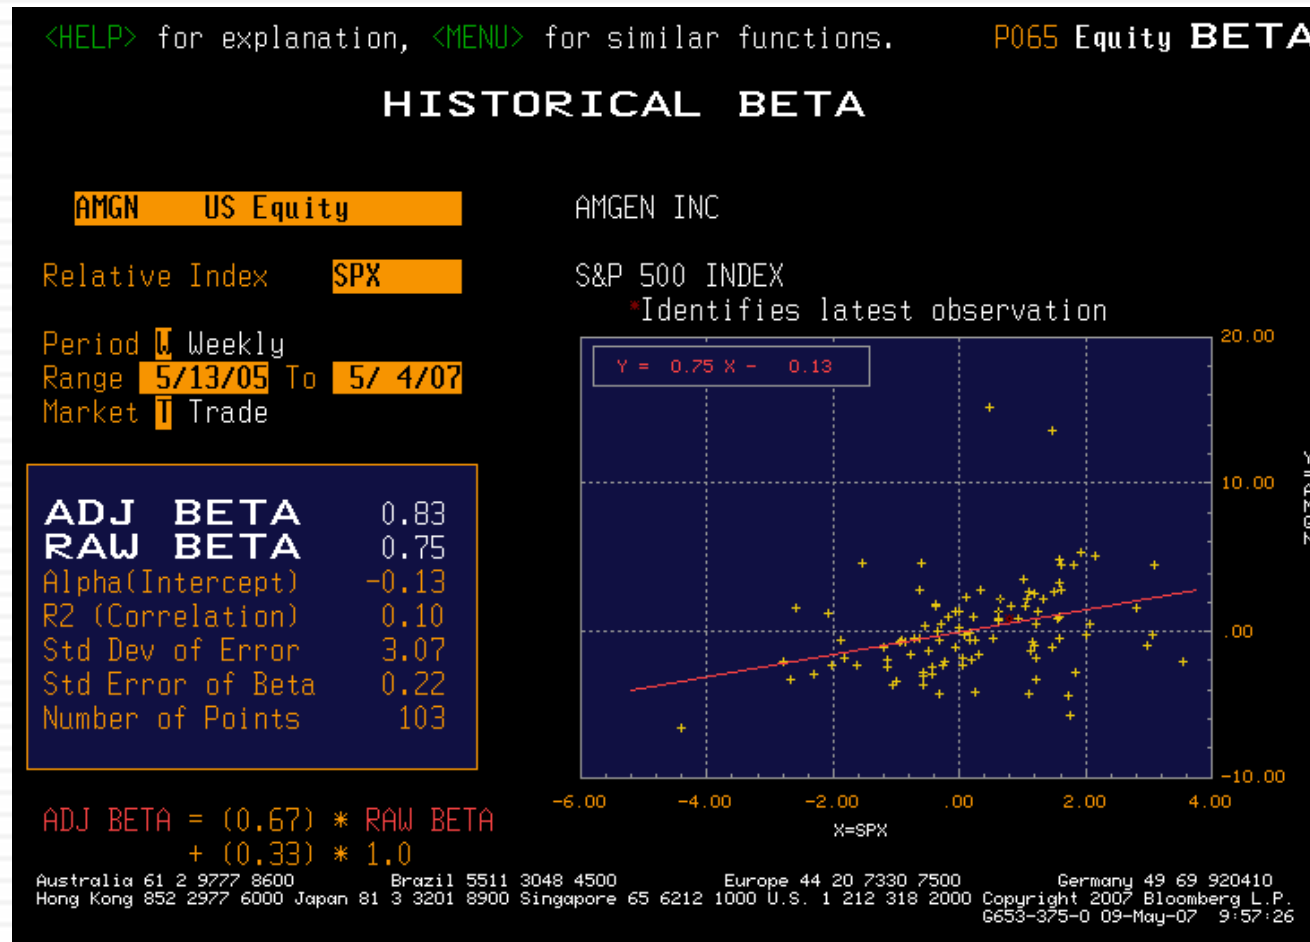 <HELP> for explanation, <MENU> for similar functions. P065 Equity BETA
HISTORICAL BETA
AMGN US Equity
AMGEN INC
Relative Index SPX
S&P 500 INDEX
*Identifies latest observation
Period W Weekly
Range 5/13/05 To 5/ 4/07
Market T Trade
ADJ BETA 0.83
RAW BETA 0.75
Alpha(Intercept) -0.13
R2 (Correlation) 0.10
Std Dev of Error 3.07
Std Error of Beta 0.22
Number of Points 103
ADJ BETA = (0.67) * RAW BETA
+ (0.33) * 1.0
Y = 0.75 X - 0.13
20.00
10.00
.00
-10.00
Y=AMGN
-6.00 -4.00 -2.00 .00 2.00 4.00
X=SPX
Australia 61 2 9777 8600 Brazil 5511 3048 4500 Europe 44 20 7330 7500 Germany 49 69 920410
Hong Kong 852 2977 6000 Japan 81 3 3201 8900 Singapore 65 6212 1000 U.S. 1 212 318 2000 Copyright 2007 Bloomberg L.P.
G653-375-0 09-May-07 9:57:26